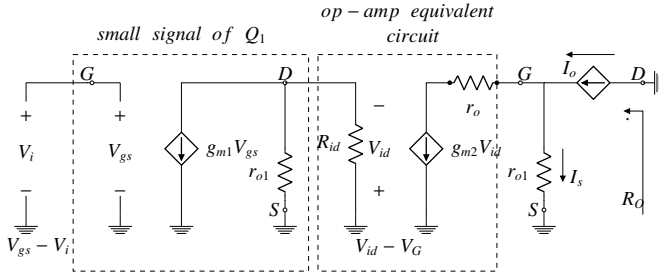 op − amp equivalent
circuit
small signal of Q1
G
D
G
Io
D
+
Vi
−
+
Vgs
−
gm1Vgs
ro1
S
Rid
−
Vid
+
gm2Vid
ro
ro1
S
Is
RO
Vgs − Vi
Vid − VG